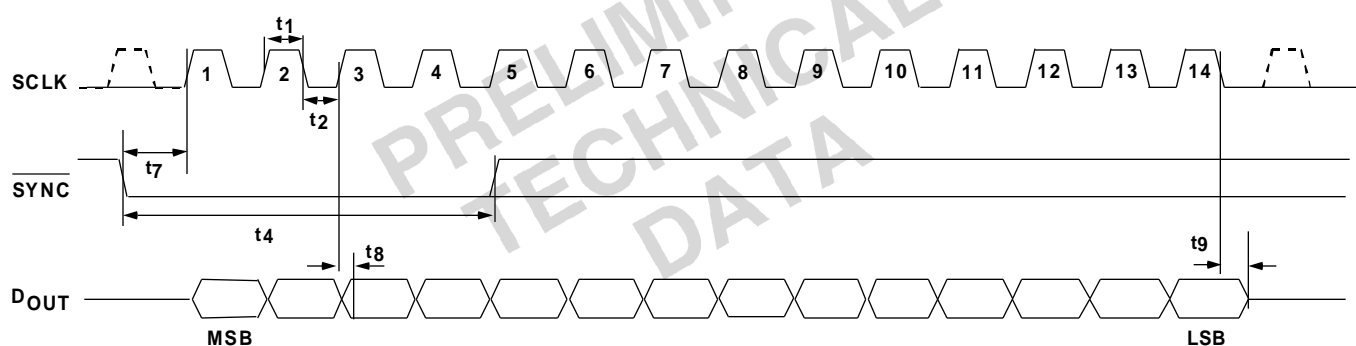 PRELIMI
TECHNICAL
DATA
t1
SCLK
1 2 3 4 5 6 7 8 9 10 11 12 13 14
t2
t7
SYNC
t4
t8
t9
DOUT
MSB
LSB